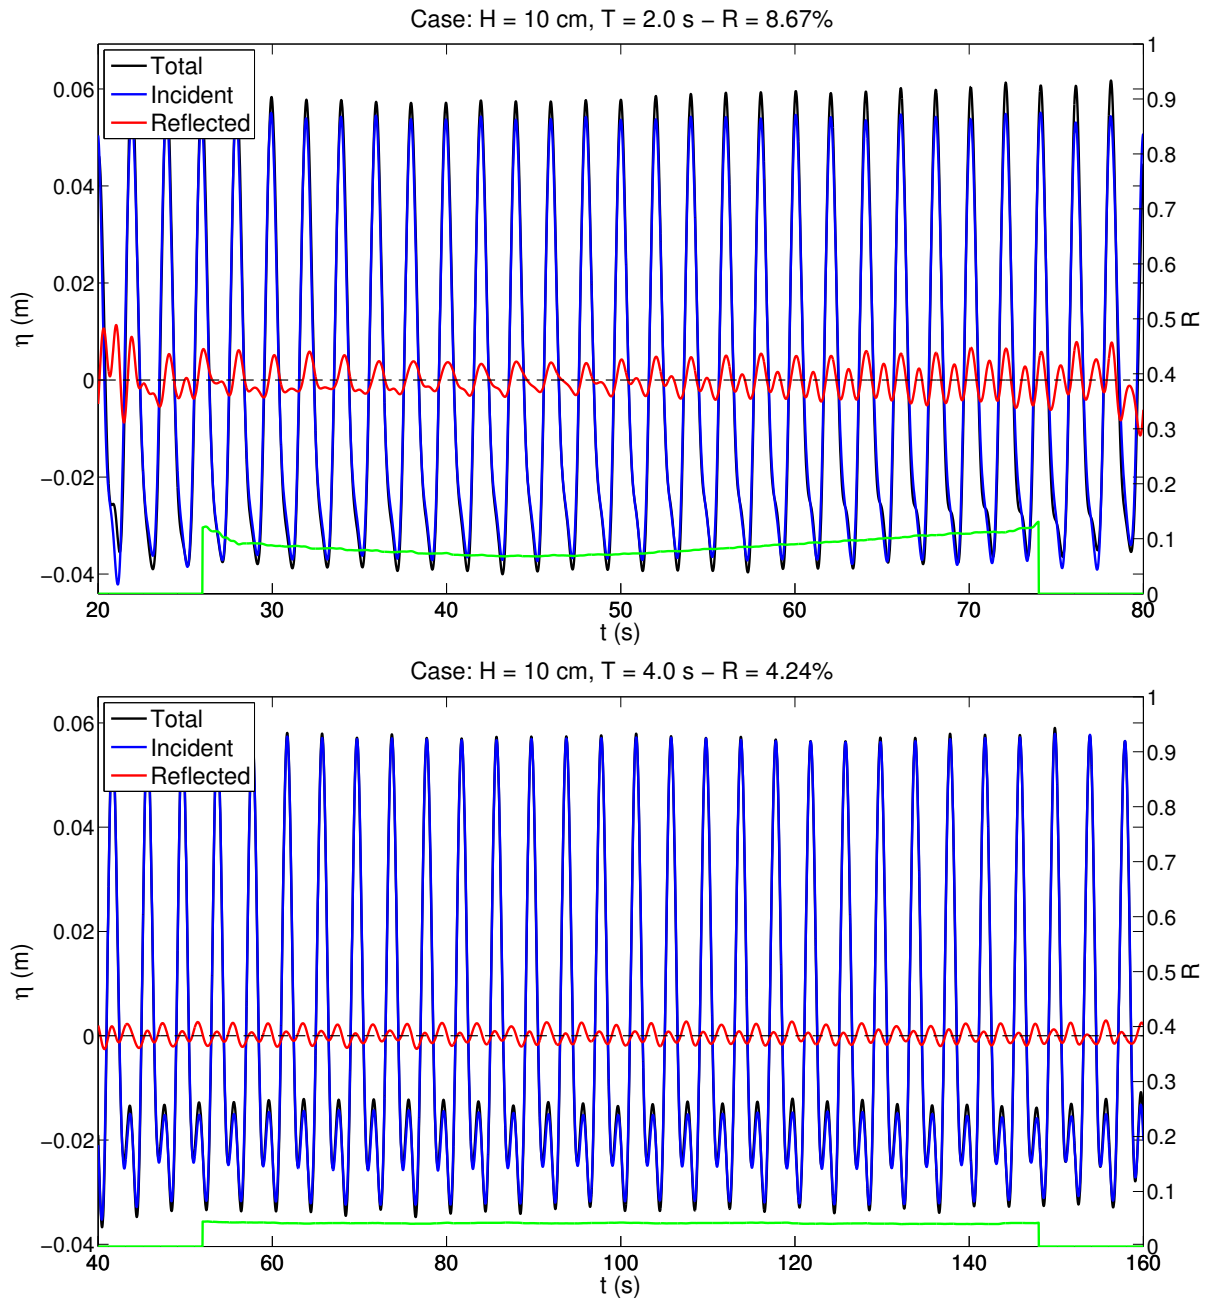 Case: H = 10 cm, T = 2.0 s − R = 8.67%
Total
Incident
Reflected
0.06
0.04
0.02
0
−0.02
−0.04
η (m)
1
0.9
0.8
0.7
0.6
0.5
0.4
0.3
0.2
0.1
0
R
20 30 40 50 60 70 80
t (s)
Case: H = 10 cm, T = 4.0 s − R = 4.24%
Total
Incident
Reflected
0.06
0.04
0.02
0
−0.02
−0.04
η (m)
1
0.9
0.8
0.7
0.6
0.5
0.4
0.3
0.2
0.1
0
R
40 60 80 100 120 140 160
t (s)